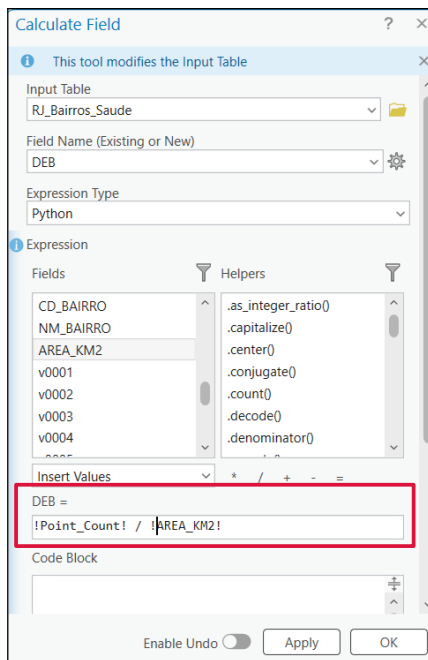 Calculate Field ? ×
This tool modifies the Input Table ×
Input Table
RJ_Bairros_Saude
Field Name (Existing or New)
DEB
Expression Type
Python
Expression
Fields Helpers
CD_BAIRRO .as_integer_ratio()
NM_BAIRRO .capitalize()
AREA_KM2 .center()
v0001 .conjugate()
v0002 .count()
v0003 .decode()
v0004 .denominator()
Insert Values * / + - =
DEB =
!Point_Count! / !AREA_KM2!
Code Block
Enable Undo Apply OK